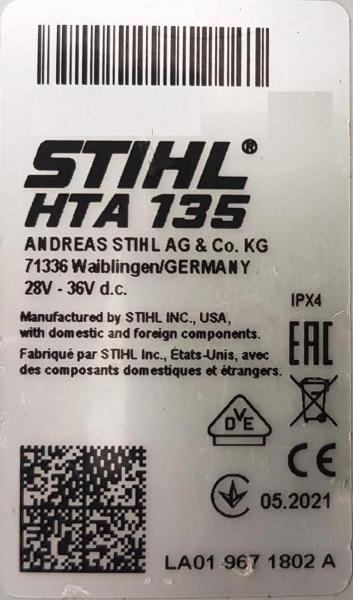 STIHL®
HTA 135
ANDREAS STIHL AG & Co. KG
71336 Waiblingen/GERMANY
28V - 36V d.c.
IPX4
Manufactured by STIHL INC., USA,
with domestic and foreign components.
Fabriqué par STIHL Inc., États-Unis, avec
des composants domestiques et étrangers.
EAC
DVE
CE
05.2021
LA01 967 1802 A